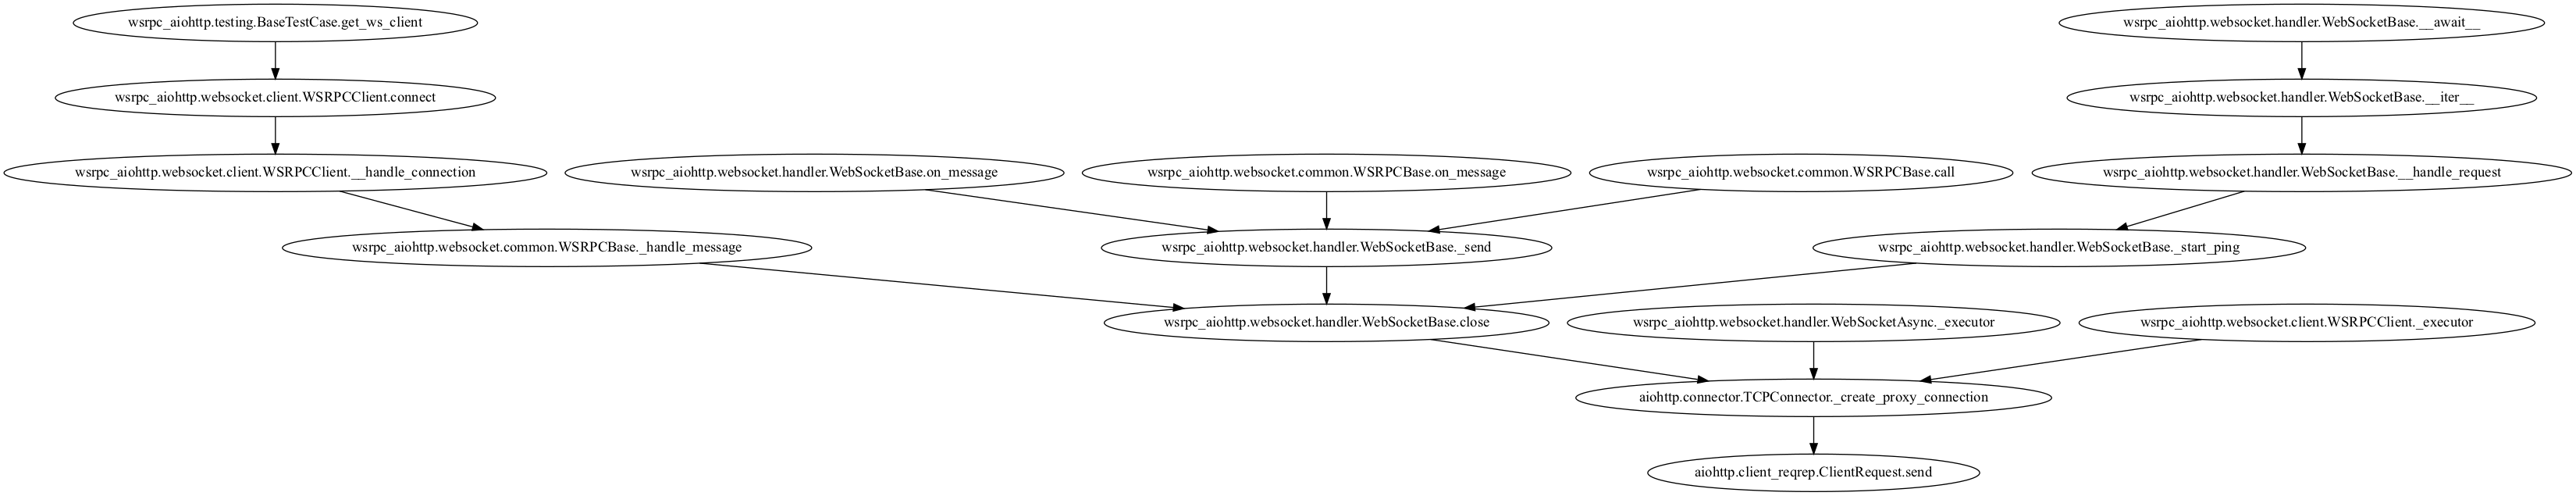 wsrpc_aiohttp.testing.BaseTestCase.get_ws_client
wsrpc_aiohttp.websocket.handler.WebSocketBase.__await__
wsrpc_aiohttp.websocket.client.WSRPCClient.connect
wsrpc_aiohttp.websocket.handler.WebSocketBase.__iter__
wsrpc_aiohttp.websocket.client.WSRPCClient.__handle_connection
wsrpc_aiohttp.websocket.handler.WebSocketBase.on_message
wsrpc_aiohttp.websocket.common.WSRPCBase.on_message
wsrpc_aiohttp.websocket.common.WSRPCBase.call
wsrpc_aiohttp.websocket.handler.WebSocketBase.__handle_request
wsrpc_aiohttp.websocket.common.WSRPCBase._handle_message
wsrpc_aiohttp.websocket.handler.WebSocketBase._send
wsrpc_aiohttp.websocket.handler.WebSocketBase._start_ping
wsrpc_aiohttp.websocket.handler.WebSocketBase.close
wsrpc_aiohttp.websocket.handler.WebSocketAsync._executor
wsrpc_aiohttp.websocket.client.WSRPCClient._executor
aiohttp.connector.TCPConnector._create_proxy_connection
aiohttp.client_reqrep.ClientRequest.send